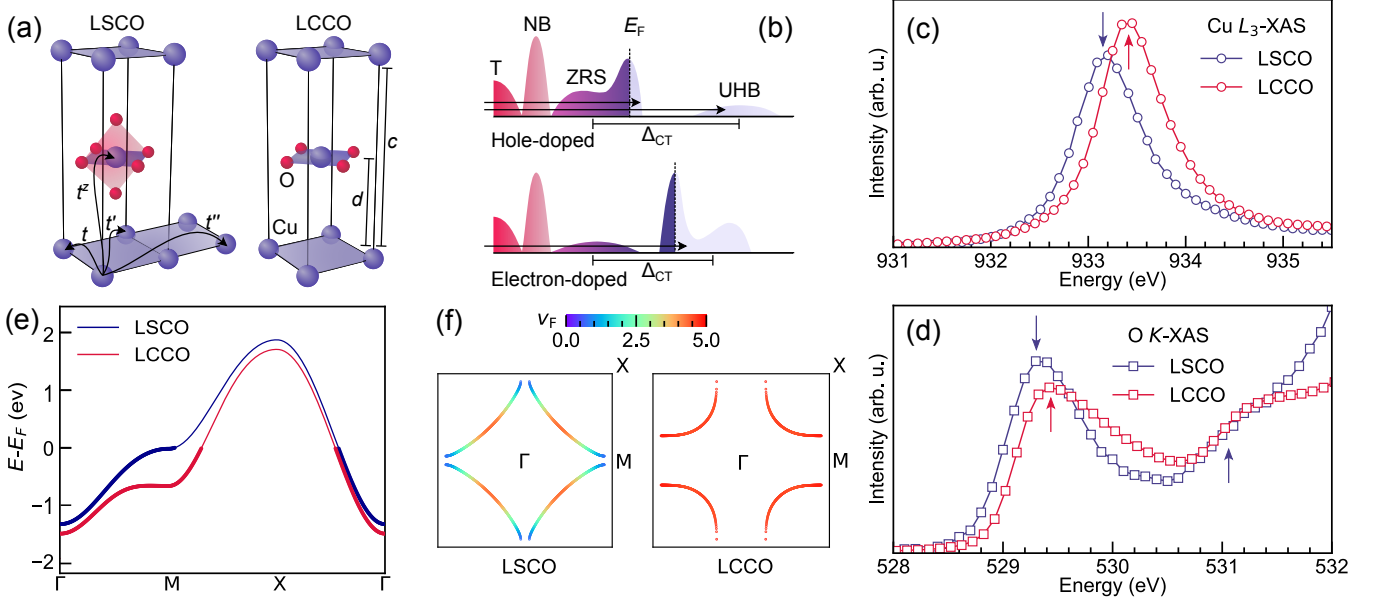 (a)
LSCO
LCCO
c
d
O
Cu
t^z
t
t′
t″
(b)
NB
E_F
T
ZRS
UHB
Δ_CT
Hole-doped
Δ_CT
Electron-doped
(c)
Cu L₃-XAS
LSCO
LCCO
Intensity (arb. u.)
931 932 933 934 935
Energy (eV)
(e)
LSCO
LCCO
E-E_F (ev)
2
1
0
−1
−2
Γ M X Γ
(f)
v_F
0.0 2.5 5.0
X X
Γ M Γ M
LSCO LCCO
(d)
O K-XAS
LSCO
LCCO
Intensity (arb. u.)
528 529 530 531 532
Energy (eV)